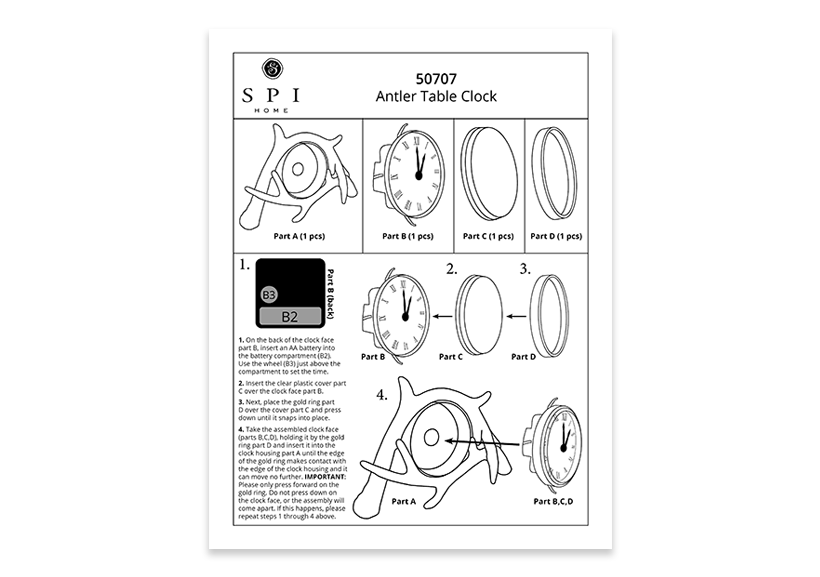 50707
Antler Table Clock
S P I
HOME
Part A (1 pcs)
Part B (1 pcs)
Part C (1 pcs)
Part D (1 pcs)
1.
B3
B2
Part B (back)
2.
3.
Part B
Part C
Part D
1. On the back of the clock face
part B, insert an AA battery into
the battery compartment (B2).
Use the wheel (B3) just above the
compartment to set the time.
2. Insert the clear plastic cover part
C over the clock face part B.
3. Next, place the gold ring part
D over the cover part C and press
down until it snaps into place.
4. Take the assembled clock face
(parts B,C,D), holding it by the gold
ring part D and insert it into the
clock housing part A until the edge
of the gold ring makes contact with
the edge of the clock housing and it
can move no further. IMPORTANT:
Please only press forward on the
gold ring. Do not press down on
the clock face, or the assembly will
come apart. If this happens, please
repeat steps 1 through 4 above.
4.
Part A
Part B,C,D